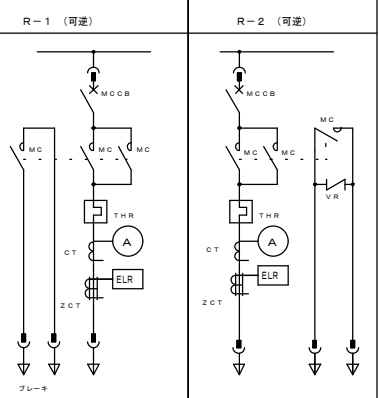 R-1 (可逆)
R-2 (可逆)
MCCB
MCCB
MC
MC
MC
MC
MC
MC
VR
THR
THR
CT
A
CT
A
ELR
ELR
ZCT
ZCT
ブレーキ